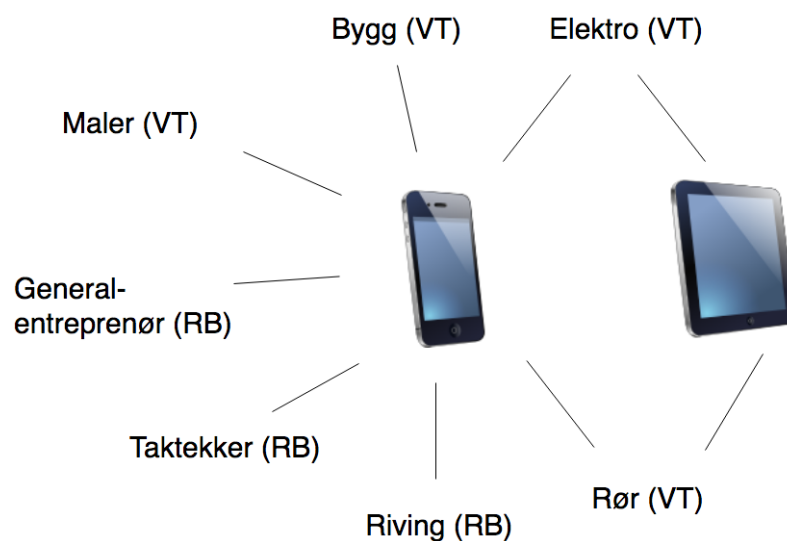 Bygg (VT)
Elektro (VT)
Maler (VT)
General-
entreprenør (RB)
Taktekker (RB)
Rør (VT)
Riving (RB)